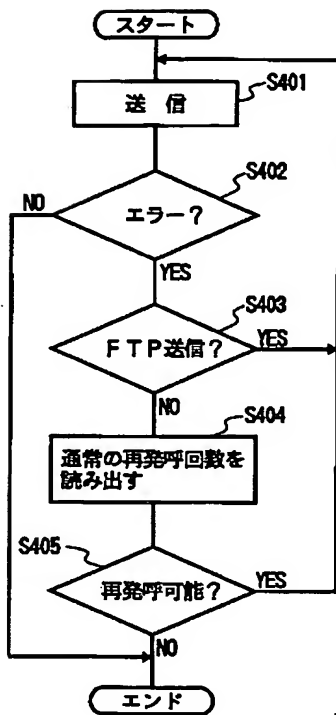 スタート
送 信
S401
S402
NO
エラー?
YES
S403
FTP送信?
YES
NO
S404
通常の再発呼回数を
読み出す
S405
再発呼可能?
YES
NO
エンド